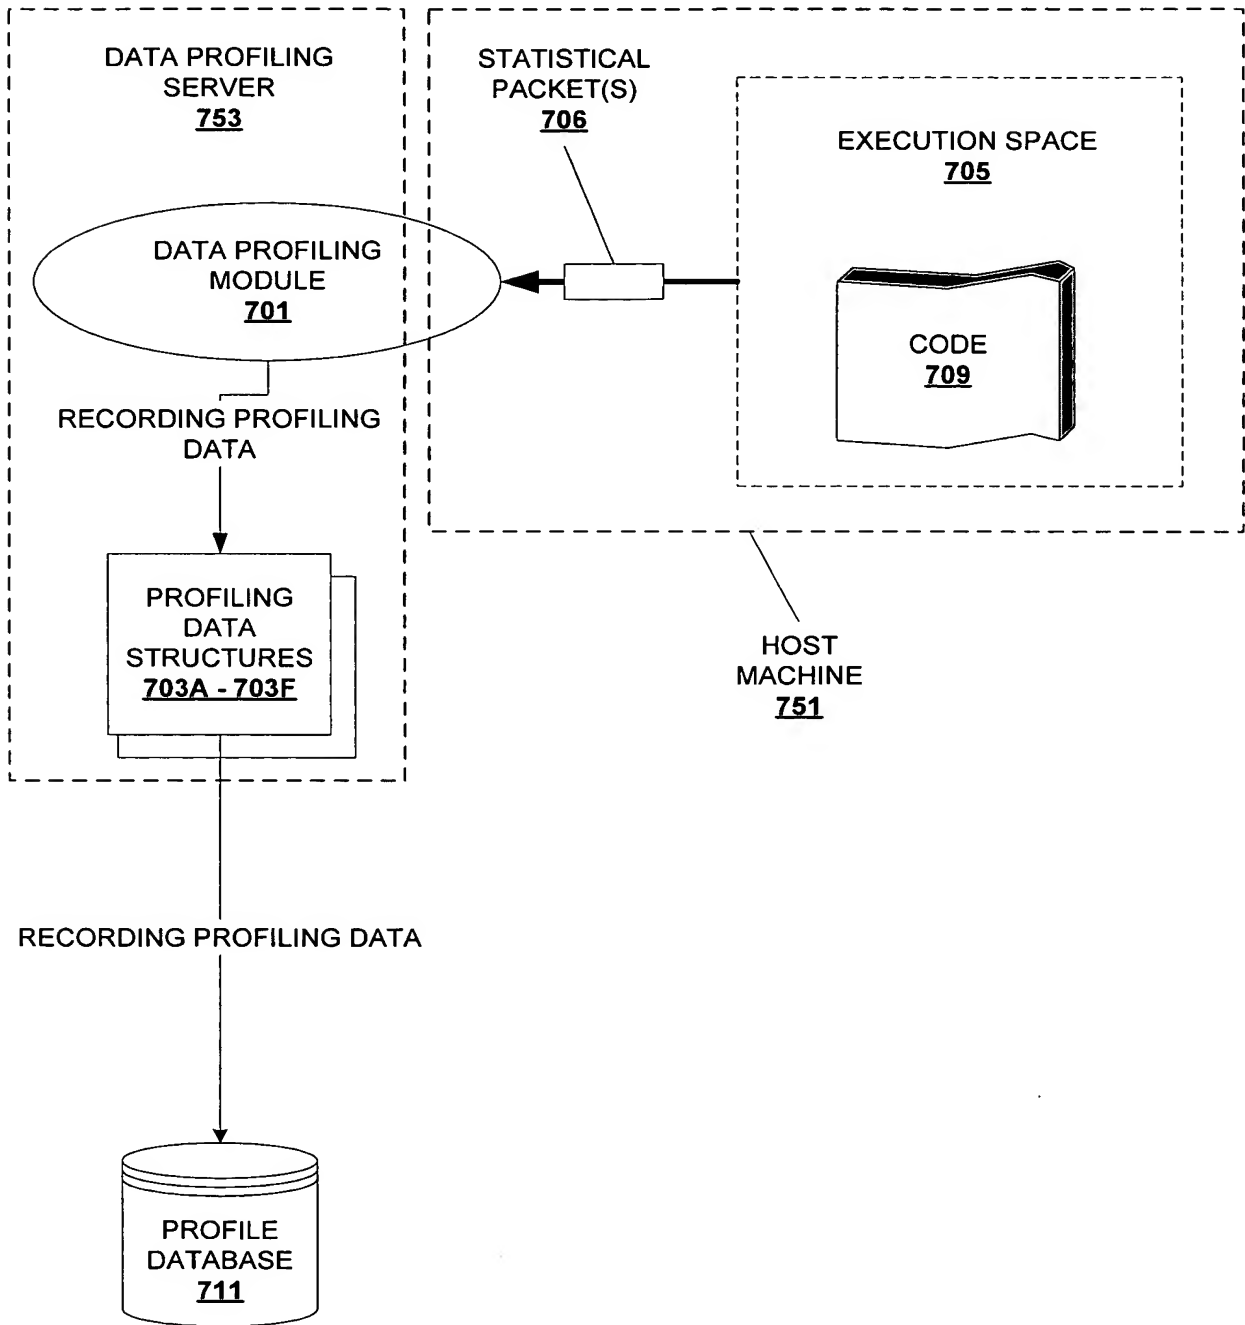 DATA PROFILING
SERVER
753
STATISTICAL
PACKET(S)
706
EXECUTION SPACE
705
DATA PROFILING
MODULE
701
CODE
709
RECORDING PROFILING
DATA
PROFILING
DATA
STRUCTURES
703A - 703F
HOST
MACHINE
751
RECORDING PROFILING DATA
PROFILE
DATABASE
711